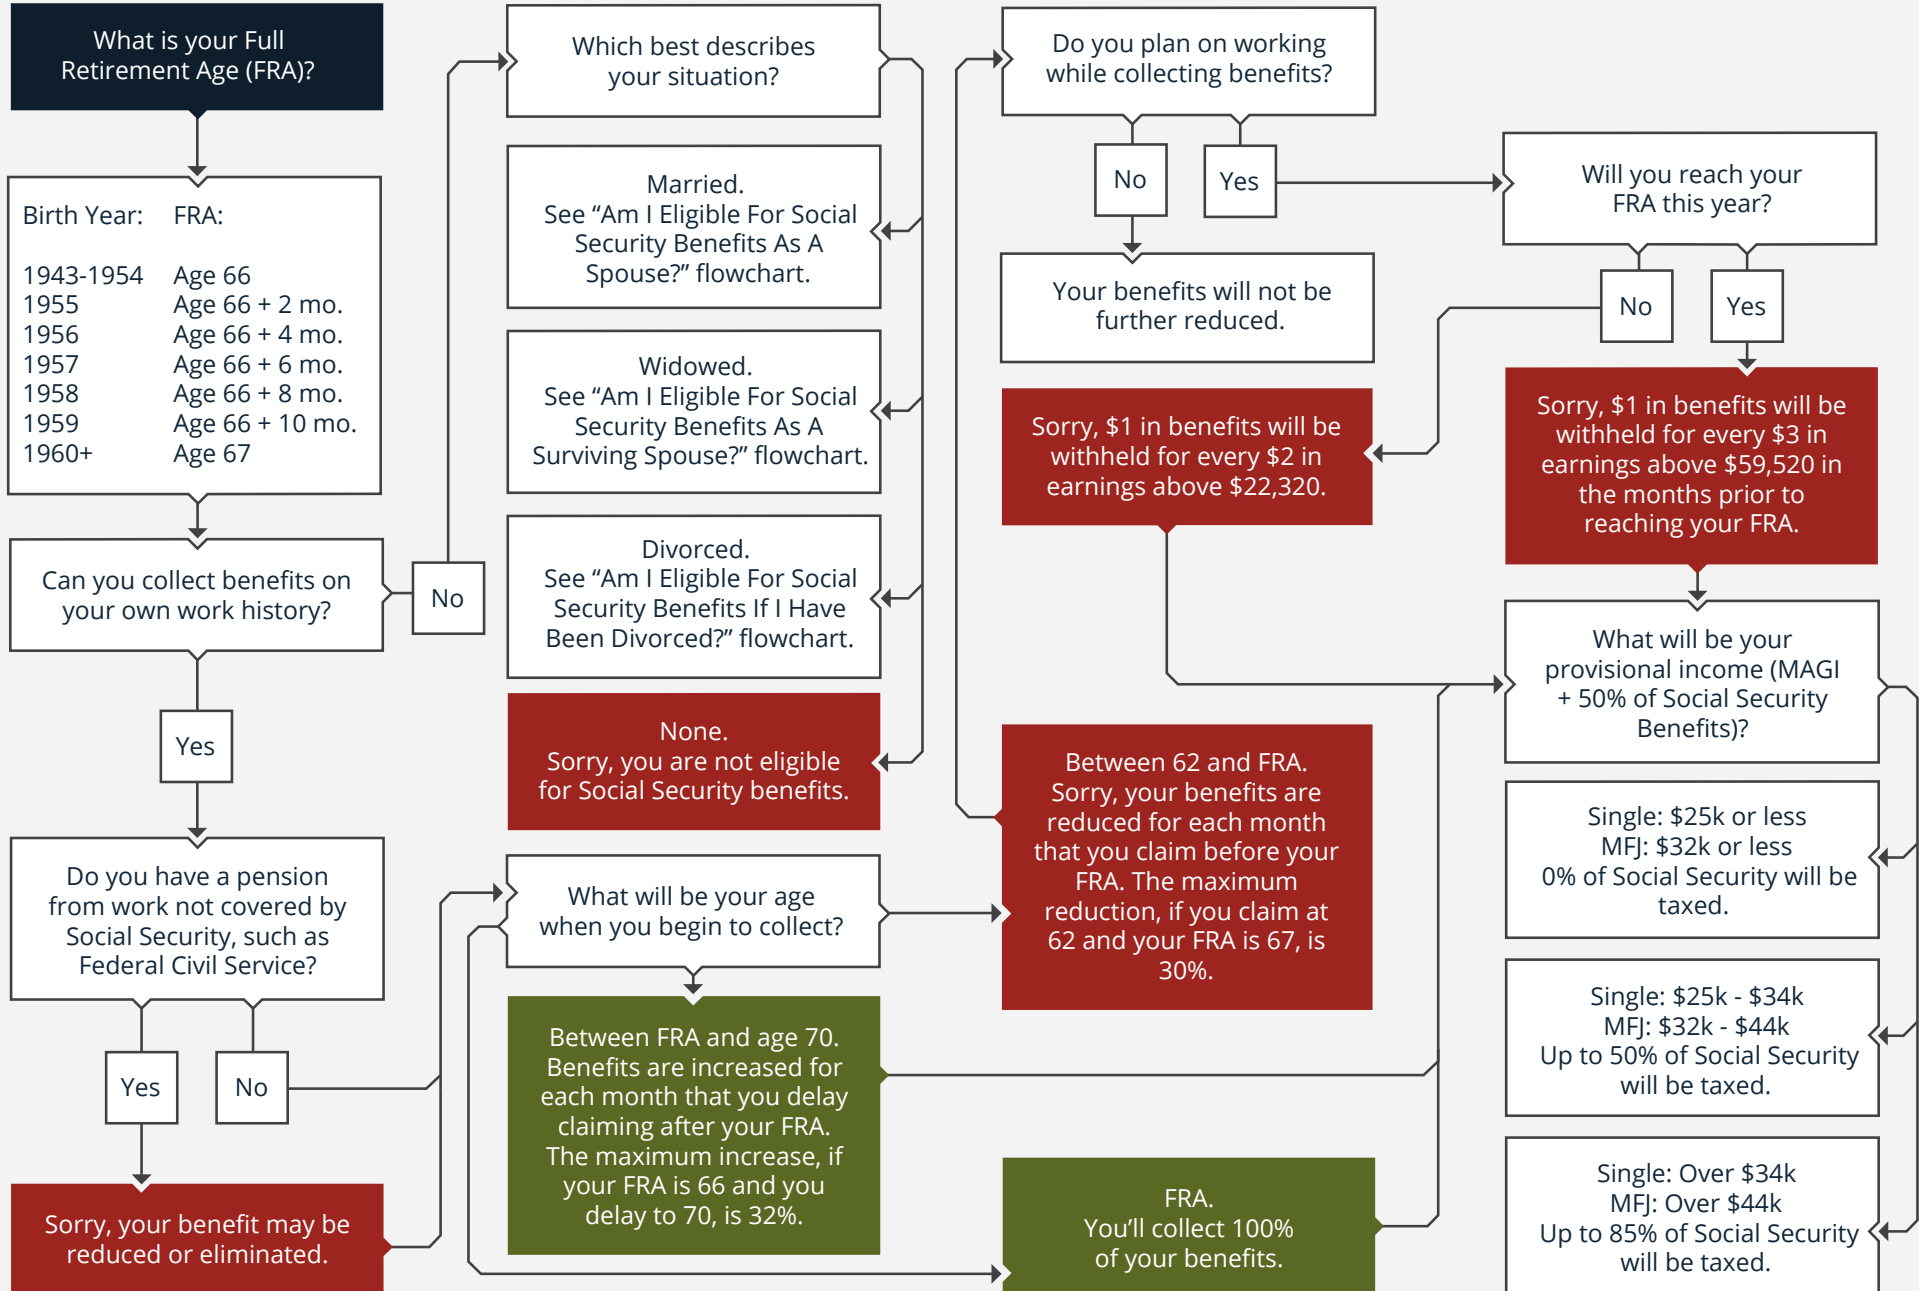 What is your Full
Retirement Age (FRA)?
Birth Year: FRA:
1943-1954 Age 66
1955 Age 66 + 2 mo.
1956 Age 66 + 4 mo.
1957 Age 66 + 6 mo.
1958 Age 66 + 8 mo.
1959 Age 66 + 10 mo.
1960+ Age 67
Can you collect benefits on
your own work history?
No
Yes
Do you have a pension
from work not covered by
Social Security, such as
Federal Civil Service?
Yes
No
Sorry, your benefit may be
reduced or eliminated.
Which best describes
your situation?
Married.
See “Am I Eligible For Social
Security Benefits As A
Spouse?” flowchart.
Widowed.
See “Am I Eligible For Social
Security Benefits As A
Surviving Spouse?” flowchart.
Divorced.
See “Am I Eligible For Social
Security Benefits If I Have
Been Divorced?” flowchart.
None.
Sorry, you are not eligible
for Social Security benefits.
What will be your age
when you begin to collect?
Between FRA and age 70.
Benefits are increased for
each month that you delay
claiming after your FRA.
The maximum increase, if
your FRA is 66 and you
delay to 70, is 32%.
Do you plan on working
while collecting benefits?
No
Yes
Your benefits will not be
further reduced.
Sorry, $1 in benefits will be
withheld for every $2 in
earnings above $22,320.
Between 62 and FRA.
Sorry, your benefits are
reduced for each month
that you claim before your
FRA. The maximum
reduction, if you claim at
62 and your FRA is 67, is
30%.
FRA.
You’ll collect 100%
of your benefits.
Will you reach your
FRA this year?
No
Yes
Sorry, $1 in benefits will be
withheld for every $3 in
earnings above $59,520 in
the months prior to
reaching your FRA.
What will be your
provisional income (MAGI
+ 50% of Social Security
Benefits)?
Single: $25k or less
MFJ: $32k or less
0% of Social Security will be
taxed.
Single: $25k - $34k
MFJ: $32k - $44k
Up to 50% of Social Security
will be taxed.
Single: Over $34k
MFJ: Over $44k
Up to 85% of Social Security
will be taxed.